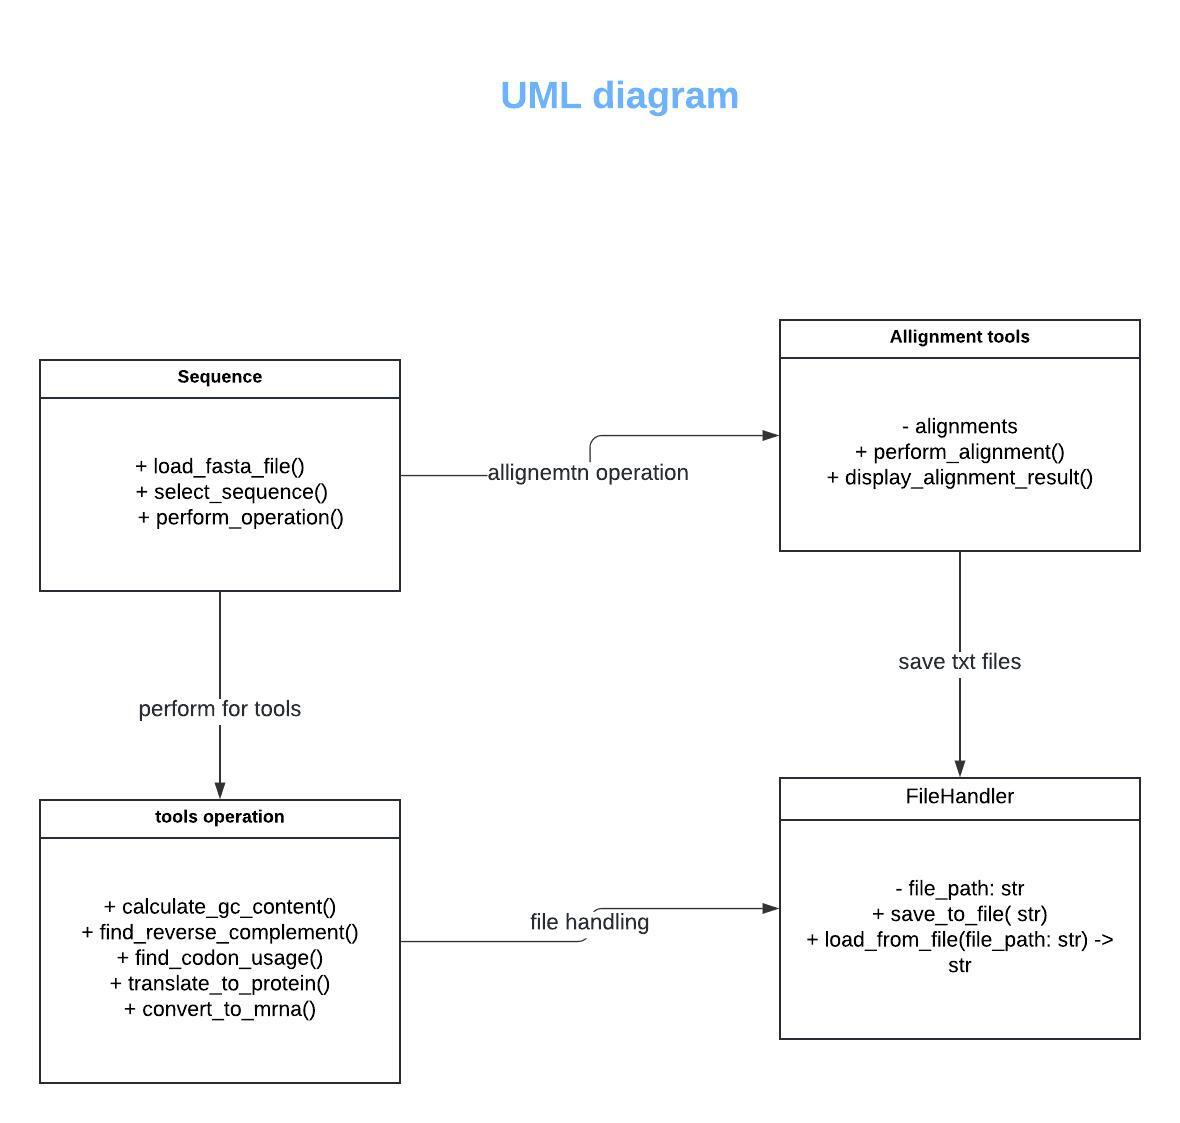 UML diagram
Sequence
+ load_fasta_file()
+ select_sequence()
+ perform_operation()
allignemtn operation
Allignment tools
- alignments
+ perform_alignment()
+ display_alignment_result()
perform for tools
save txt files
tools operation
+ calculate_gc_content()
+ find_reverse_complement()
+ find_codon_usage()
+ translate_to_protein()
+ convert_to_mrna()
file handling
FileHandler
- file_path: str
+ save_to_file( str)
+ load_from_file(file_path: str) ->
str